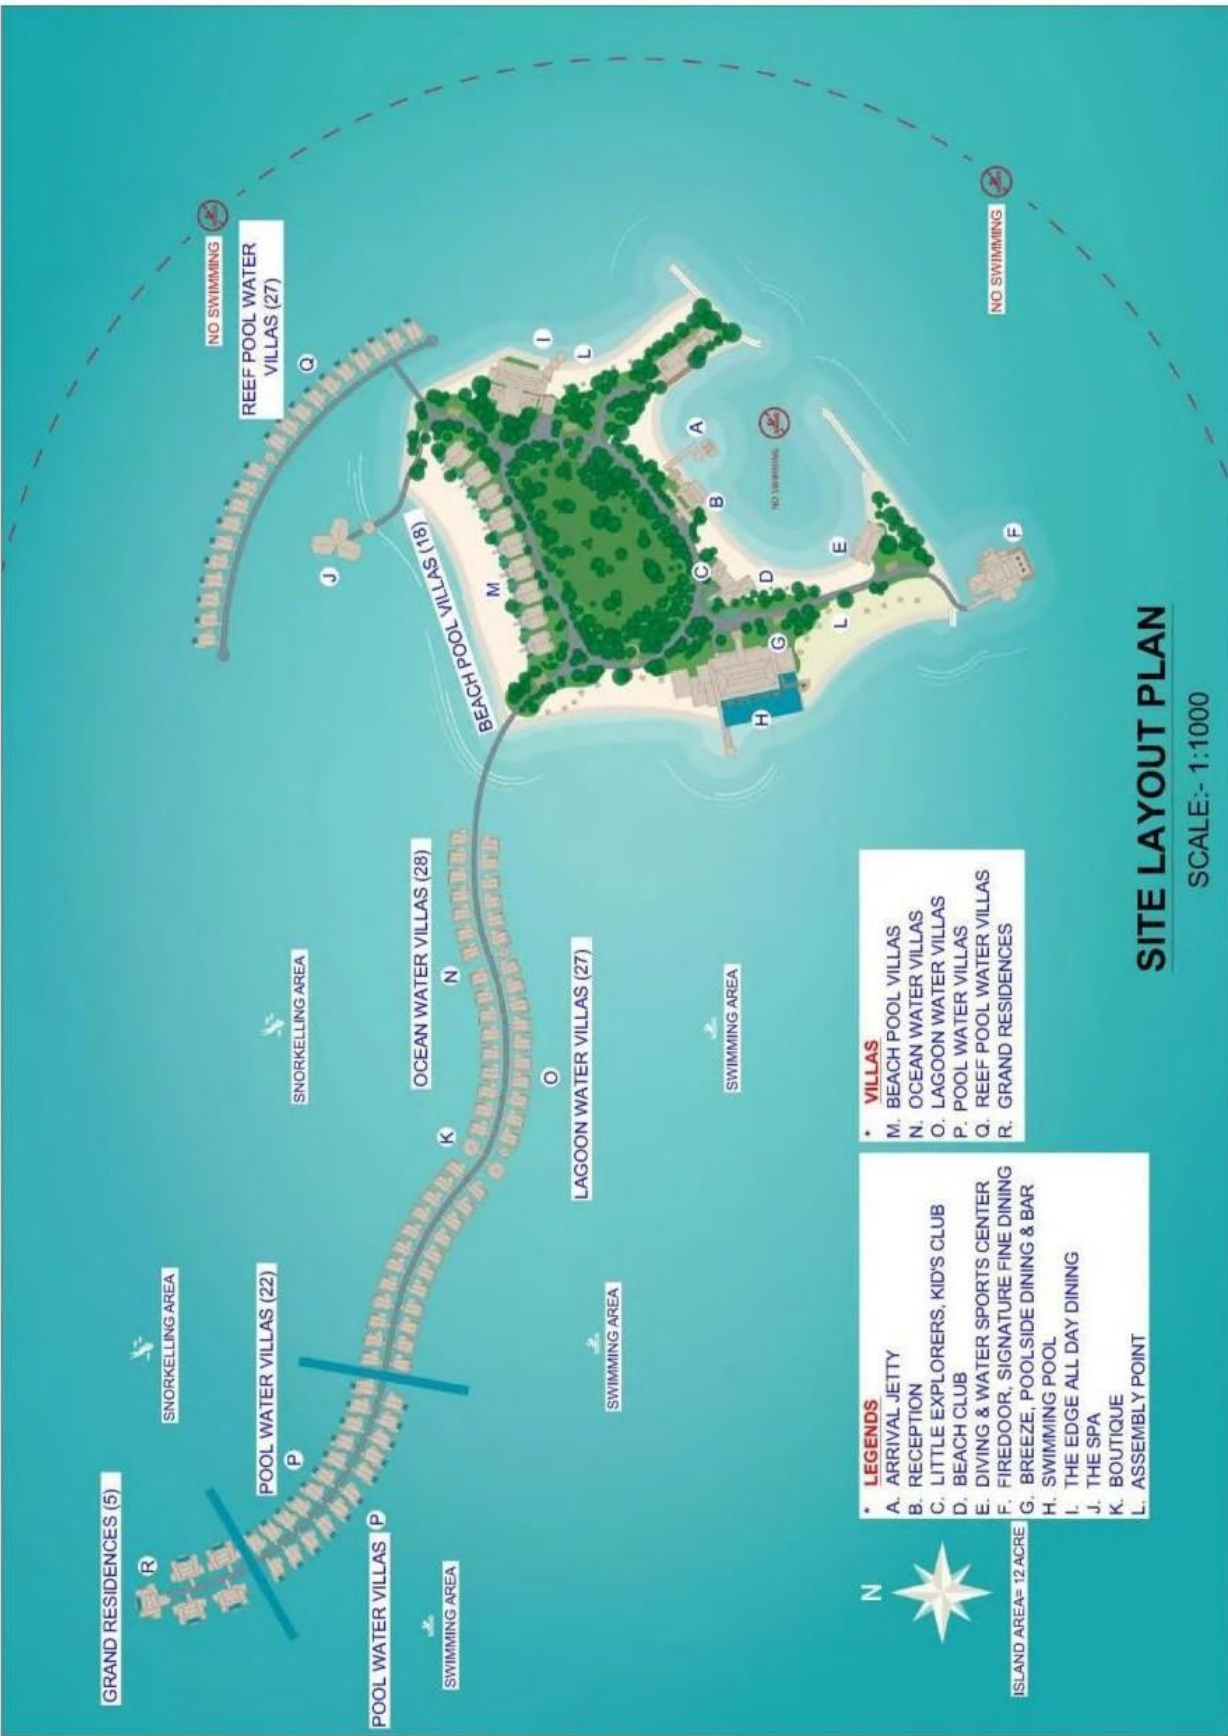 GRAND RESIDENCES (5)
R
SNORKELLING AREA
POOL WATER VILLAS (22)
P
POOL WATER VILLAS
P
SWIMMING AREA
SWIMMING AREA
SNORKELLING AREA
OCEAN WATER VILLAS (28)
N
K
O
LAGOON WATER VILLAS (27)
SWIMMING AREA
NO SWIMMING
REEF POOL WATER
VILLAS (27)
Q
J
BEACH POOL VILLAS (18)
M
I
L
A
B
NO SWIMMING
C
D
E
F
L
G
H
NO SWIMMING
N
ISLAND AREA= 12 ACRE
* LEGENDS
A. ARRIVAL JETTY
B. RECEPTION
C. LITTLE EXPLORERS, KID'S CLUB
D. BEACH CLUB
E. DIVING & WATER SPORTS CENTER
F. FIREDOOR, SIGNATURE FINE DINING
G. BREEZE, POOLSIDE DINING & BAR
H. SWIMMING POOL
I. THE EDGE ALL DAY DINING
J. THE SPA
K. BOUTIQUE
L. ASSEMBLY POINT
* VILLAS
M. BEACH POOL VILLAS
N. OCEAN WATER VILLAS
O. LAGOON WATER VILLAS
P. POOL WATER VILLAS
Q. REEF POOL WATER VILLAS
R. GRAND RESIDENCES
SITE LAYOUT PLAN
SCALE:- 1:1000